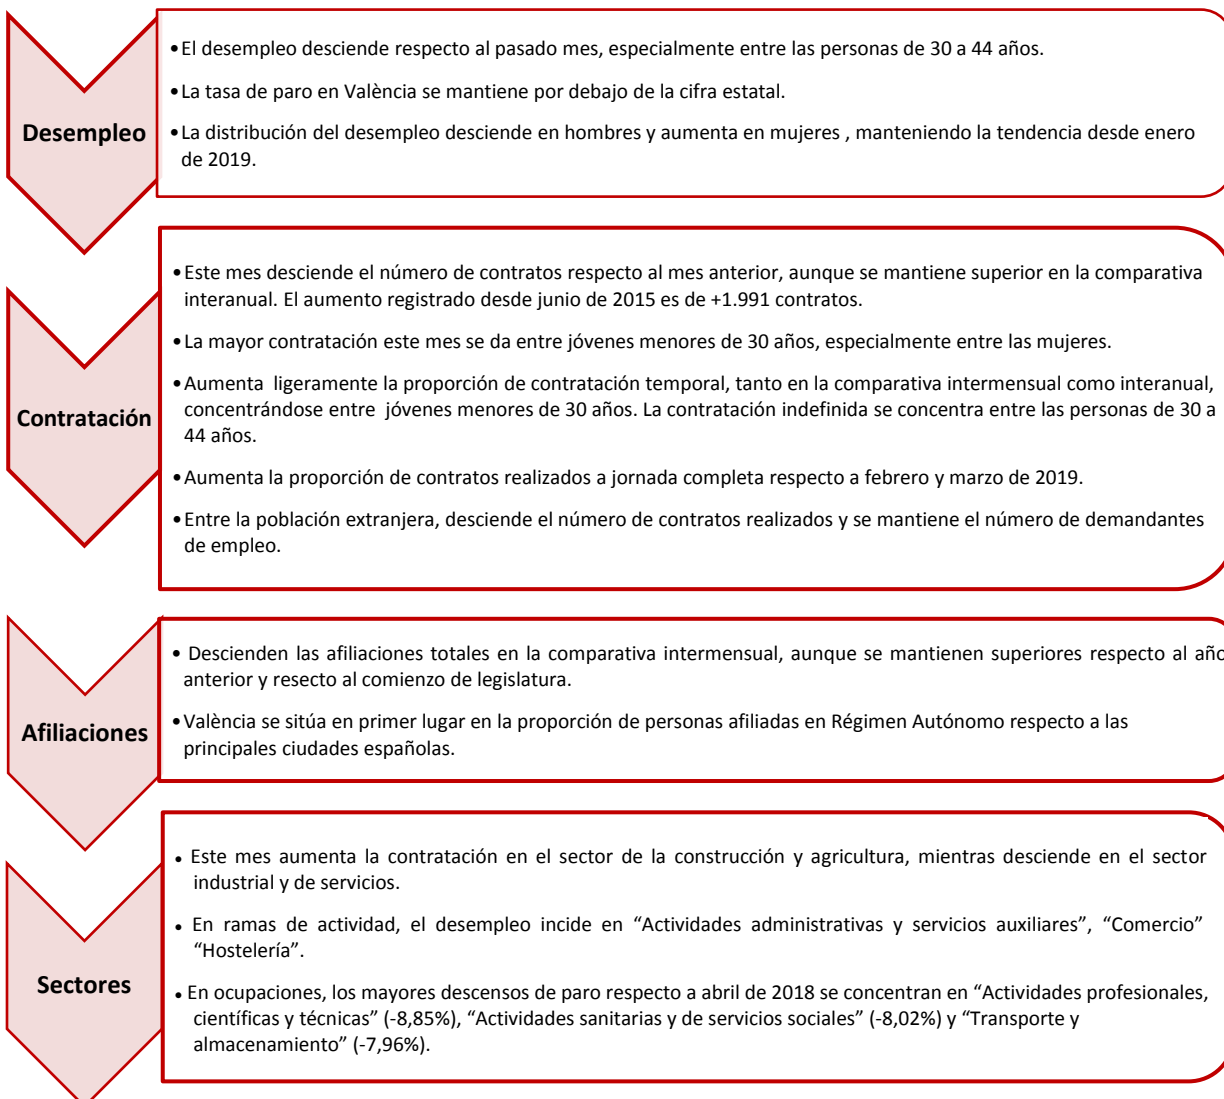 Desempleo
•El desempleo desciende respecto al pasado mes, especialmente entre las personas de 30 a 44 años.
•La tasa de paro en València se mantiene por debajo de la cifra estatal.
•La distribución del desempleo desciende en hombres y aumenta en mujeres , manteniendo la tendencia desde enero
de 2019.
Contratación
•Este mes desciende el número de contratos respecto al mes anterior, aunque se mantiene superior en la comparativa
interanual. El aumento registrado desde junio de 2015 es de +1.991 contratos.
•La mayor contratación este mes se da entre jóvenes menores de 30 años, especialmente entre las mujeres.
•Aumenta ligeramente la proporción de contratación temporal, tanto en la comparativa intermensual como interanual,
concentrándose entre jóvenes menores de 30 años. La contratación indefinida se concentra entre las personas de 30 a
44 años.
•Aumenta la proporción de contratos realizados a jornada completa respecto a febrero y marzo de 2019.
•Entre la población extranjera, desciende el número de contratos realizados y se mantiene el número de demandantes
de empleo.
Afiliaciones
• Descienden las afiliaciones totales en la comparativa intermensual, aunque se mantienen superiores respecto al año
anterior y resecto al comienzo de legislatura.
•València se sitúa en primer lugar en la proporción de personas afiliadas en Régimen Autónomo respecto a las
principales ciudades españolas.
Sectores
• Este mes aumenta la contratación en el sector de la construcción y agricultura, mientras desciende en el sector
industrial y de servicios.
• En ramas de actividad, el desempleo incide en “Actividades administrativas y servicios auxiliares”, “Comercio”
“Hostelería”.
• En ocupaciones, los mayores descensos de paro respecto a abril de 2018 se concentran en “Actividades profesionales,
científicas y técnicas” (-8,85%), “Actividades sanitarias y de servicios sociales” (-8,02%) y “Transporte y
almacenamiento” (-7,96%).